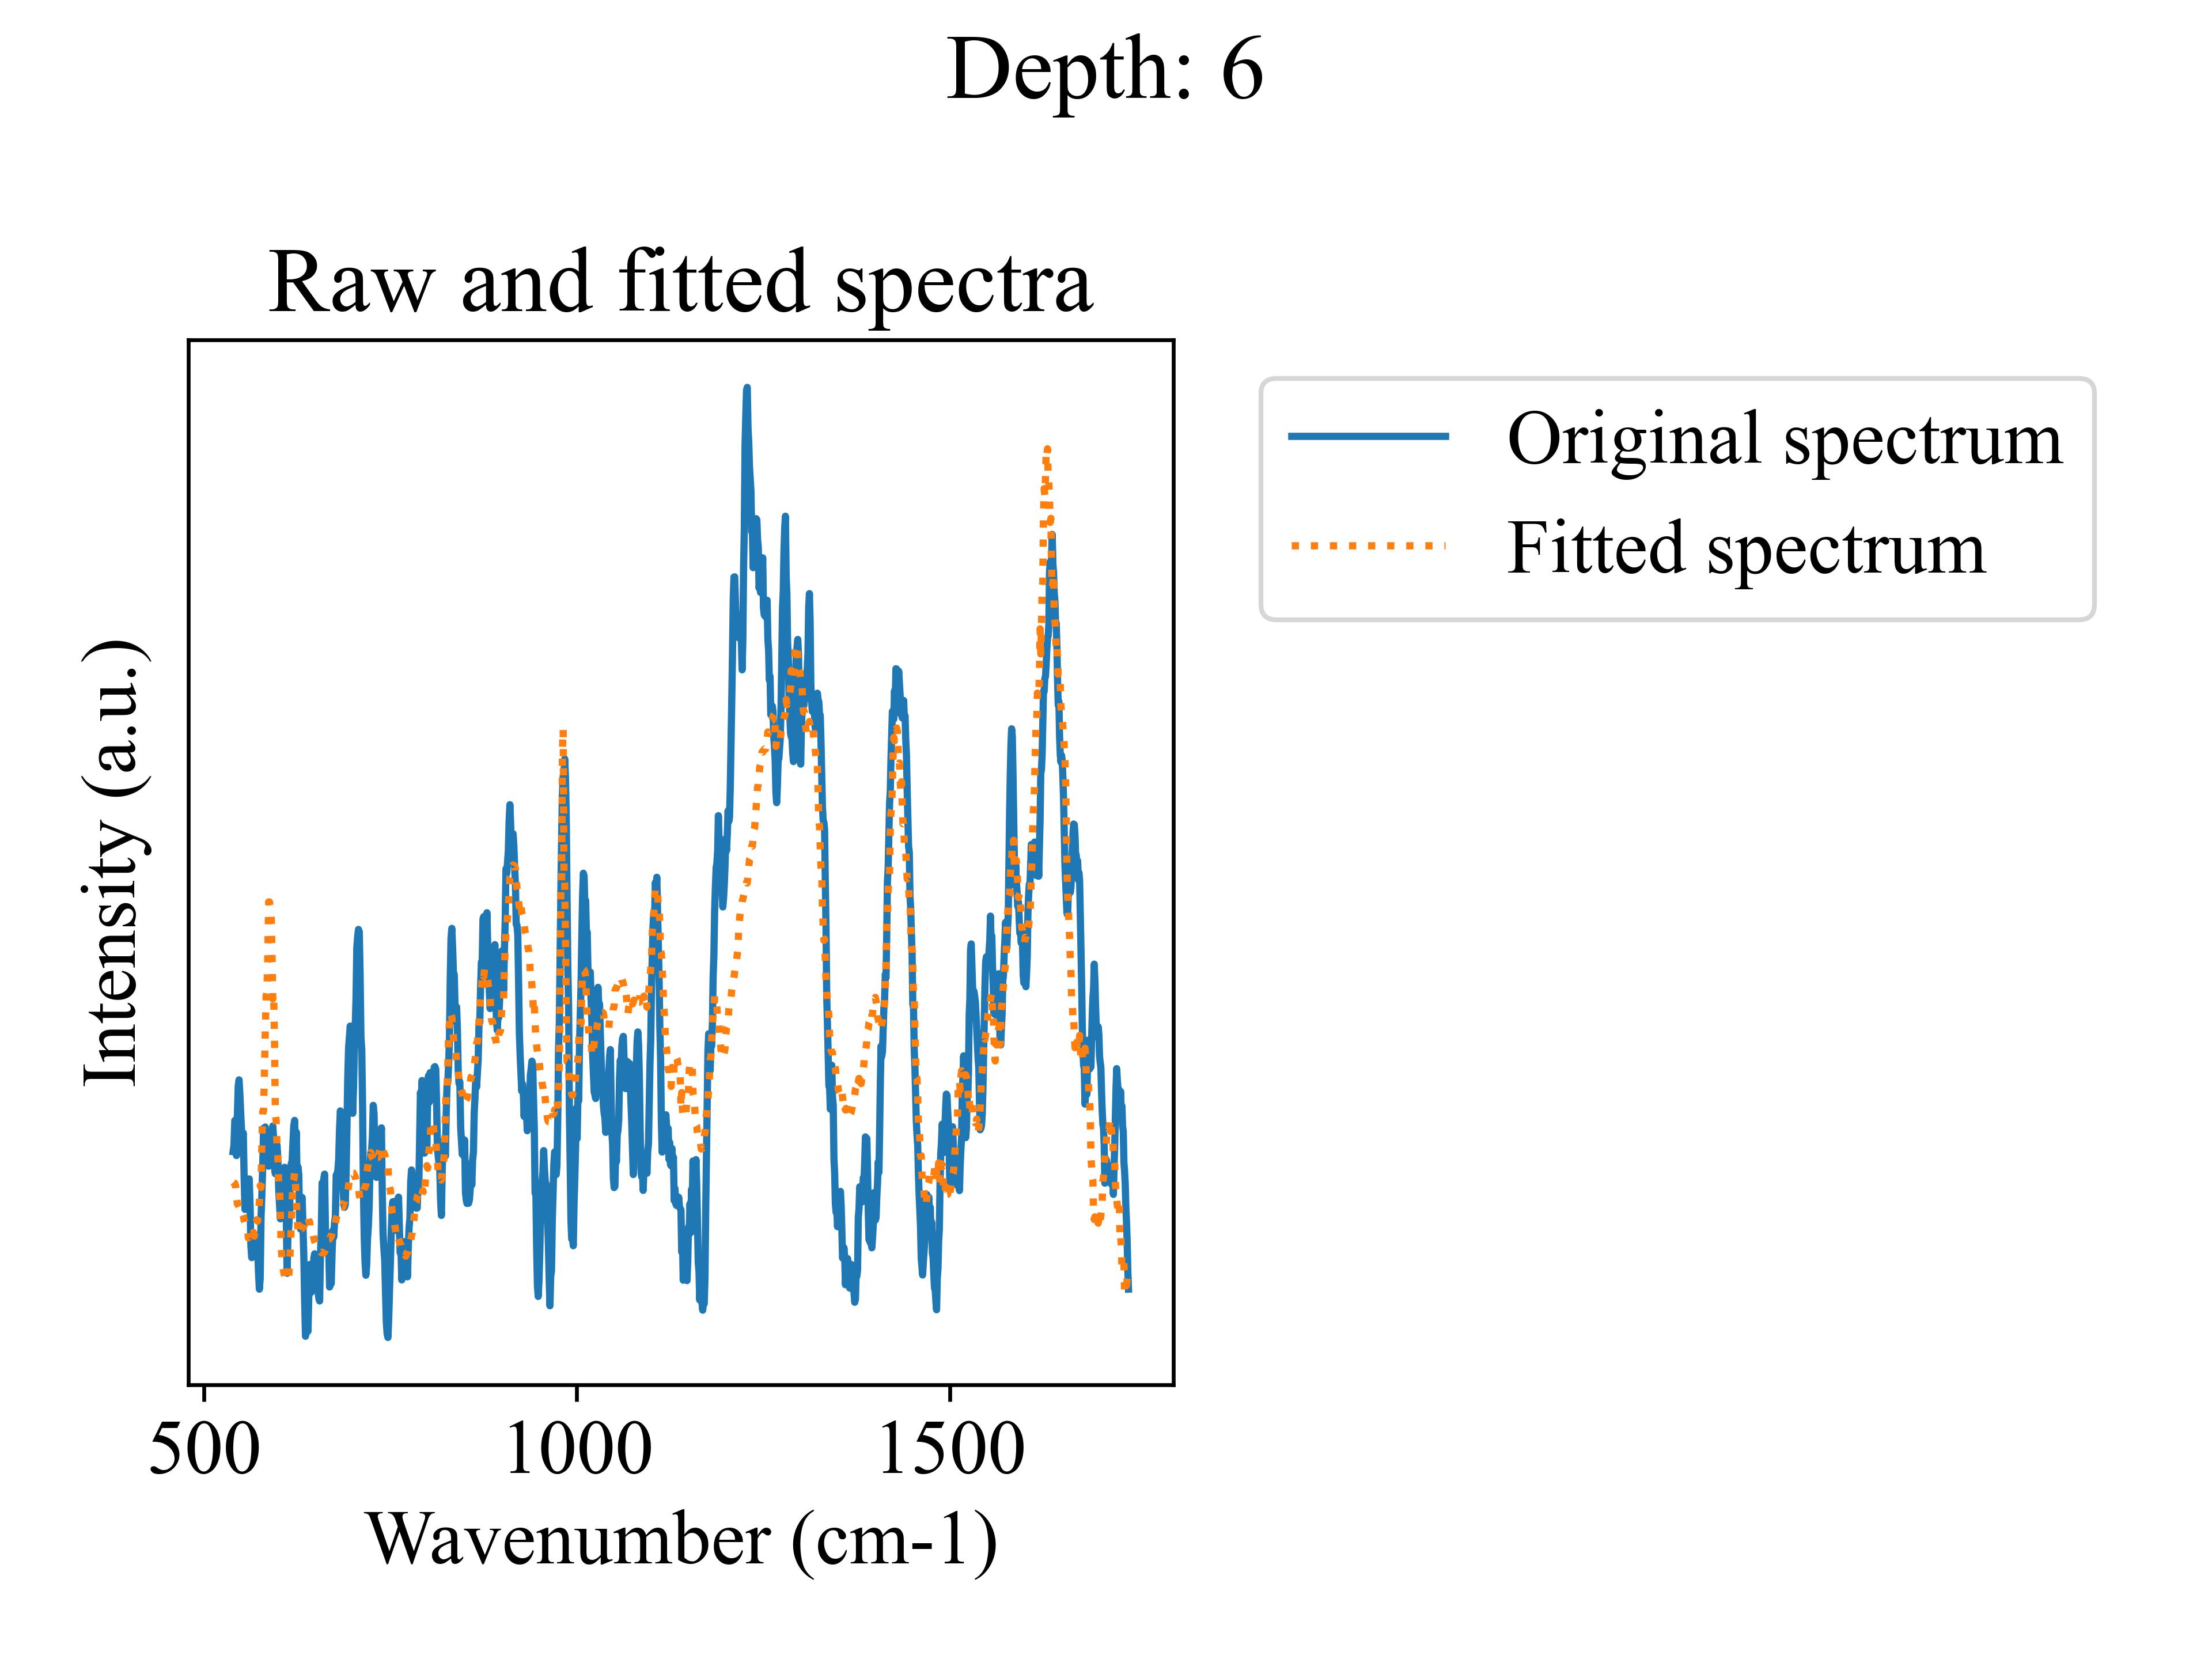 Depth: 6
Raw and fitted spectra
Original spectrum
Fitted spectrum
Intensity (a.u.)
500 1000 1500
Wavenumber (cm-1)